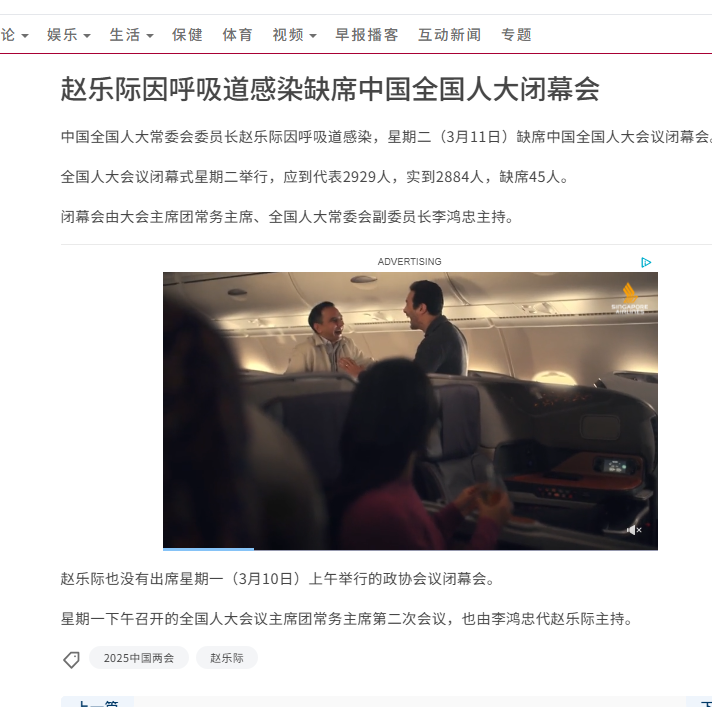 论 娱乐 生活 保健 体育 视频 早报播客 互动新闻 专题
赵乐际因呼吸道感染缺席中国全国人大闭幕会
中国全国人大常委会委员长赵乐际因呼吸道感染，星期二（3月11日）缺席中国全国人大会议闭幕会。
全国人大会议闭幕式星期二举行，应到代表2929人，实到2884人，缺席45人。
闭幕会由大会主席团常务主席、全国人大常委会副委员长李鸿忠主持。
ADVERTISING
SINGAPORE
AIRLINES
赵乐际也没有出席星期一（3月10日）上午举行的政协会议闭幕会。
星期一下午召开的全国人大会议主席团常务主席第二次会议，也由李鸿忠代赵乐际主持。
2025中国两会 赵乐际
上一篇